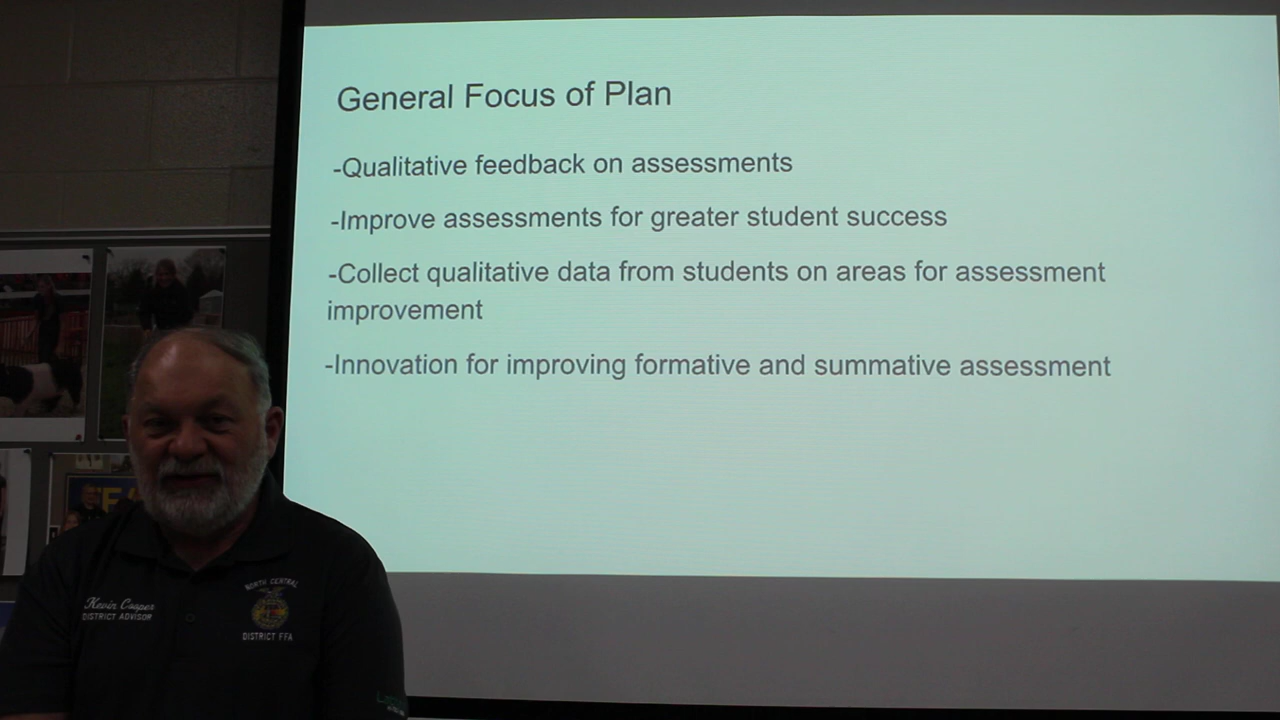 General Focus of Plan
-Qualitative feedback on assessments
-Improve assessments for greater student success
-Collect qualitative data from students on areas for assessment
improvement
-Innovation for improving formative and summative assessment
Kevin Cooper
DISTRICT ADVISOR
NORTH CENTRAL
DISTRICT FFA